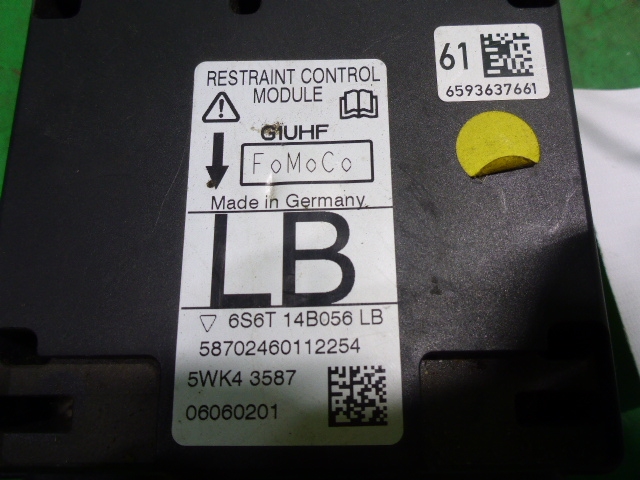 RESTRAINT CONTROL
MODULE
GIUHF
FoMoCo
Made in Germany
LB
6S6T 14B056 LB
58702460112254
5WK4 3587
06060201
61
6593637661